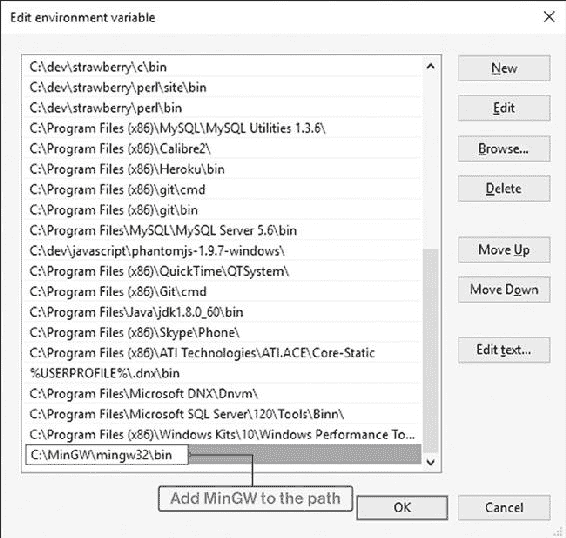 Edit environment variable
C:\dev\strawberry\c\bin
C:\dev\strawberry\perl\site\bin
C:\dev\strawberry\perl\bin
C:\Program Files (x86)\MySQL\MySQL Utilities 1.3.6\
C:\Program Files (x86)\Calibre2\
C:\Program Files (x86)\Heroku\bin
C:\Program Files (x86)\git\cmd
C:\Program Files (x86)\git\bin
C:\Program Files\MySQL\MySQL Server 5.6\bin
C:\dev\javascript\phantomjs-1.9.7-windows\
C:\Program Files (x86)\QuickTime\QTSystem\
C:\Program Files (x86)\Git\cmd
C:\Program Files\Java\jdk1.8.0_60\bin
C:\Program Files (x86)\Skype\Phone\
C:\Program Files (x86)\ATI Technologies\ATI.ACE\Core-Static
%USERPROFILE%\.dnx\bin
C:\Program Files\Microsoft DNX\Dnvm\
C:\Program Files\Microsoft SQL Server\120\Tools\Binn\
C:\Program Files (x86)\Windows Kits\10\Windows Performance To...
C:\MinGW\mingw32\bin
Add MinGW to the path
New
Edit
Browse...
Delete
Move Up
Move Down
Edit text...
OK
Cancel